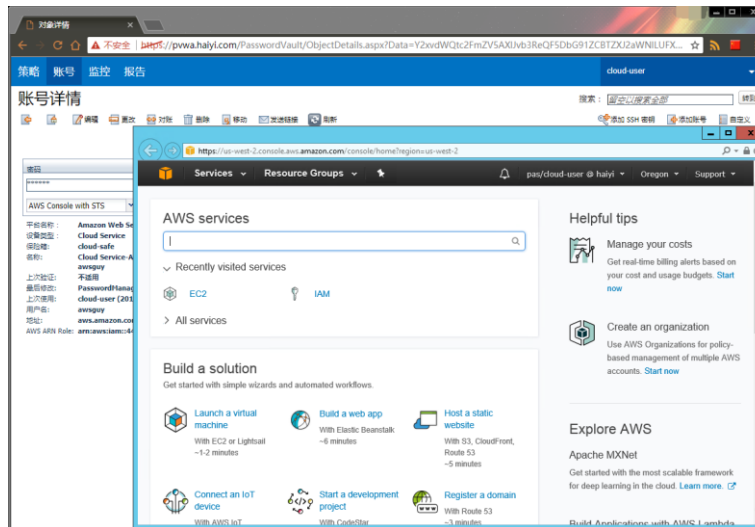 对象详情
不安全 | https://pvwa.haiyi.com/PasswordVault/ObjectDetails.aspx?Data=Y2xvdWQtc2FmZV5AXlJvb3ReQF5DbG91ZCBTZXJ2aWNlLUFX...
策略 账号 监控 报告 cloud-user
账号详情
搜索： 留空以搜索全部 转到
编辑 更改 对账 删除 移动 发送链接 刷新 添加 SSH 密钥 添加账号 自定义
密码
******
AWS Console with STS
平台名称： Amazon Web Se
设备类型： Cloud Service
保险箱： cloud-safe
名称： Cloud Service-A
awsguy
上次验证： 不适用
最后修改： PasswordManag
上次使用： cloud-user (201
用户名： awsguy
地址： aws.amazon.co
AWS ARN Role: arn:aws:iam::44
https://us-west-2.console.aws.amazon.com/console/home?region=us-west-2
Services Resource Groups pas/cloud-user @ haiyi Oregon Support
AWS services
Recently visited services
EC2 IAM
All services
Build a solution
Get started with simple wizards and automated workflows.
Launch a virtual machine
With EC2 or Lightsail
~1-2 minutes
Build a web app
With Elastic Beanstalk
~6 minutes
Host a static website
With S3, CloudFront, Route 53
~5 minutes
Connect an IoT device
With AWS IoT
Start a development project
With CodeStar
Register a domain
With Route 53
~3 minutes
Helpful tips
Manage your costs
Get real-time billing alerts based on
your cost and usage budgets. Start
now
Create an organization
Use AWS Organizations for policy-
based management of multiple AWS
accounts. Start now
Explore AWS
Apache MXNet
Get started with the most scalable framework
for deep learning in the cloud. Learn more.
Build Applications with AWS Lambda